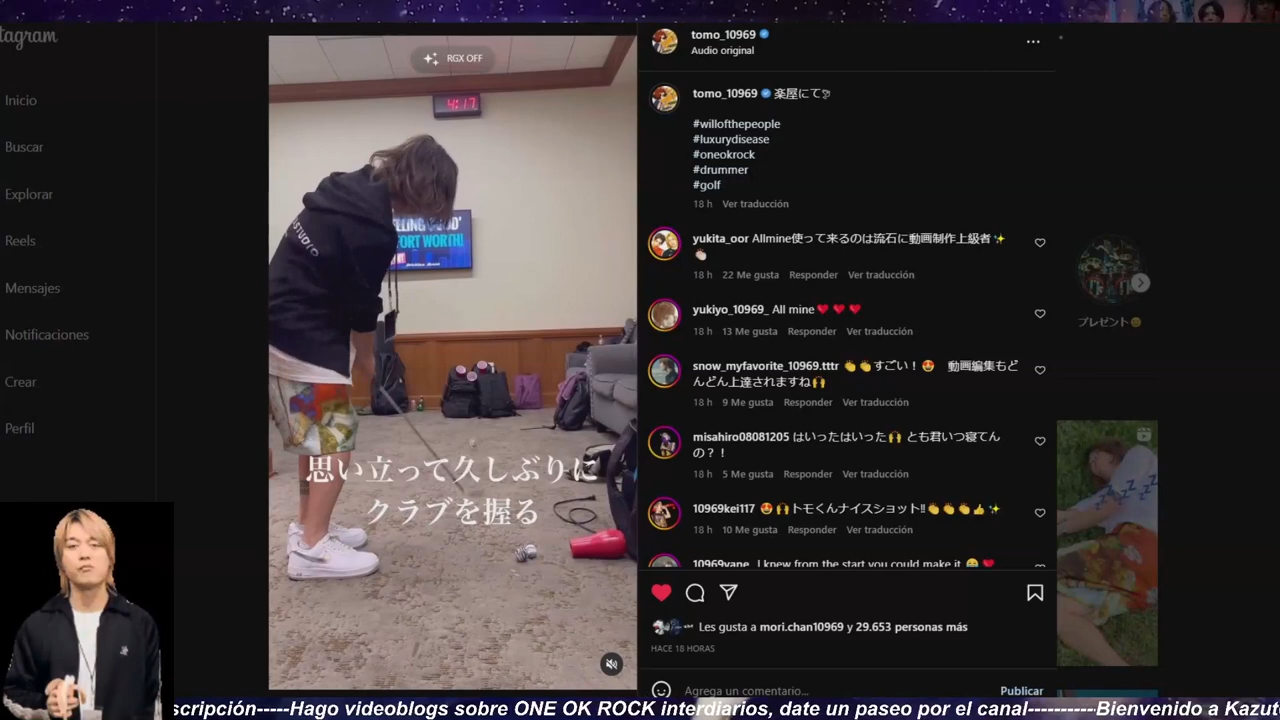 tagram
Inicio
Buscar
Explorar
Reels
Mensajes
Notificaciones
Crear
Perfil
RGX OFF
4:17
STUDIO
FORT WORTH!
思い立って久しぶりに
クラブを握る
tomo_10969
Audio original
tomo_10969 楽屋にて
#willofthepeople
#luxurydisease
#oneokrock
#drummer
#golf
18 h Ver traducción
yukita_oor Allmine使って来るのは流石に動画制作上級者
18 h 22 Me gusta Responder Ver traducción
yukiyo_10969_ All mine
18 h 13 Me gusta Responder Ver traducción
snow_myfavorite_10969.tttr すごい！ 動画編集もど
んどん上達されますね
18 h 9 Me gusta Responder Ver traducción
misahiro08081205 はいったはいった とも君いつ寝てん
の？！
18 h 5 Me gusta Responder Ver traducción
10969kei117 トモくんナイスショット!!
18 h 10 Me gusta Responder Ver traducción
10969yane_ I knew from the start you could make it
Les gusta a mori.chan10969 y 29.653 personas más
HACE 18 HORAS
Agrega un comentario...
Publicar
プレゼント
scripción-----Hago videoblogs sobre ONE OK ROCK interdiarios, date un paseo por el canal----------Bienvenido a Kazut